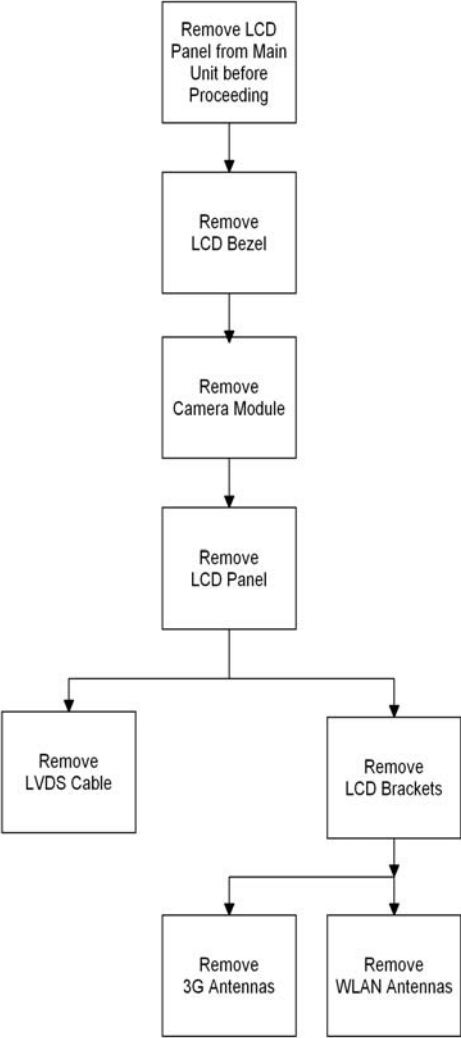 Remove LCD
Panel from Main
Unit before
Proceeding
Remove
LCD Bezel
Remove
Camera Module
Remove
LCD Panel
Remove
LVDS Cable
Remove
LCD Brackets
Remove
3G Antennas
Remove
WLAN Antennas